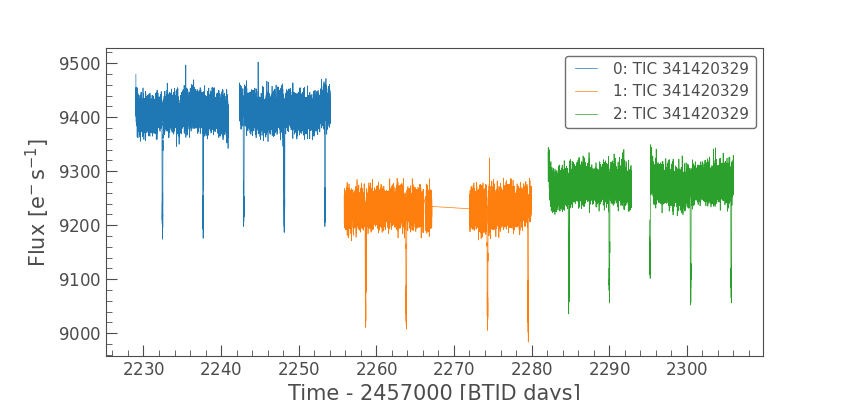 9500
9400
9300
9200
9100
9000
Flux [e⁻ s⁻¹]
0: TIC 341420329
1: TIC 341420329
2: TIC 341420329
2230 2240 2250 2260 2270 2280 2290 2300
Time - 2457000 [BTJD days]